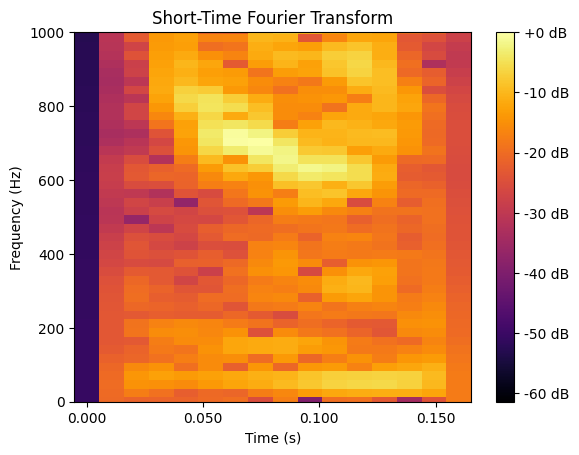 Short-Time Fourier Transform
1000
800
600
400
200
0
Frequency (Hz)
0.000
0.050
0.100
0.150
Time (s)
+0 dB
-10 dB
-20 dB
-30 dB
-40 dB
-50 dB
-60 dB